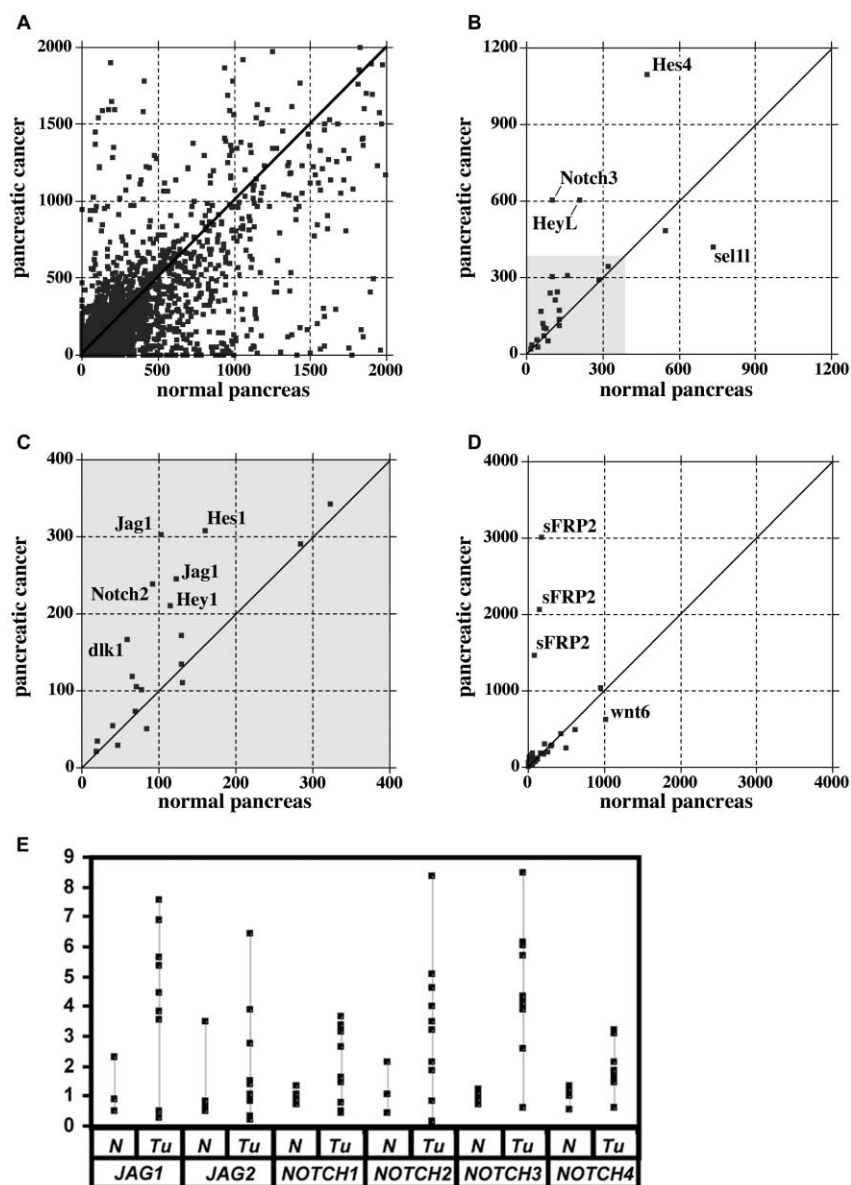 A
pancreatic cancer
2000
1500
1000
500
0
0 500 1000 1500 2000
normal pancreas
B
pancreatic cancer
1200
900
600
300
0
Hes4
Notch3
HeyL
sel1l
0 300 600 900 1200
normal pancreas
C
pancreatic cancer
400
300
200
100
0
Jag1
Hes1
Jag1
Notch2
Hey1
dlk1
0 100 200 300 400
normal pancreas
D
pancreatic cancer
4000
3000
2000
1000
0
sFRP2
sFRP2
sFRP2
wnt6
0 1000 2000 3000 4000
normal pancreas
E
9
8
7
6
5
4
3
2
1
0
N Tu N Tu N Tu N Tu N Tu N Tu
JAG1 JAG2 NOTCH1 NOTCH2 NOTCH3 NOTCH4